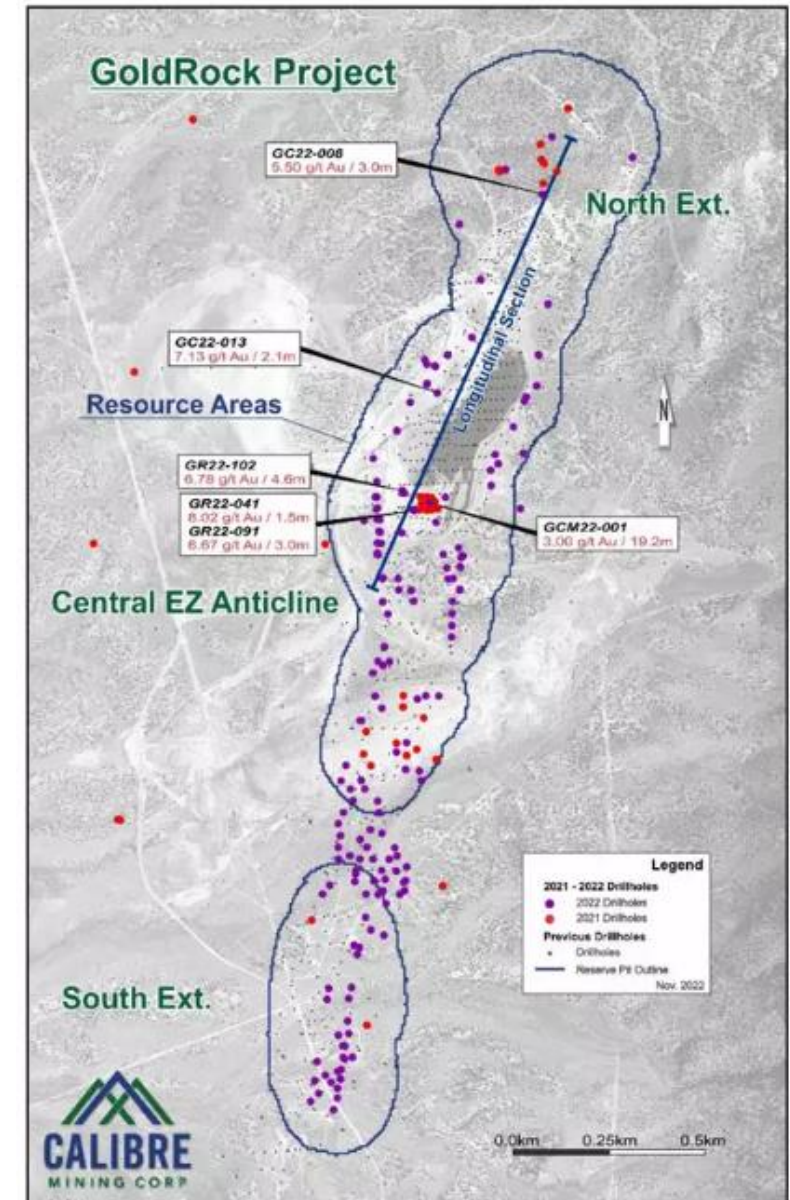 GoldRock Project
GC22-008
5.50 g/t Au / 3.0m
North Ext.
Longitudinal Section
GC22-013
7.13 g/t Au / 2.1m
Resource Areas
N
GR22-102
6.78 g/t Au / 4.6m
GR22-041
8.02 g/t Au / 1.5m
GR22-091
6.67 g/t Au / 3.0m
GCM22-001
3.00 g/t Au / 19.2m
Central EZ Anticline
Legend
2021 - 2022 Drillholes
2022 Drillholes
2021 Drillholes
Previous Drillholes
Drillholes
Reserve Pit Outline
Nov. 2022
South Ext.
CALIBRE
MINING CORP
0.0km 0.25km 0.5km